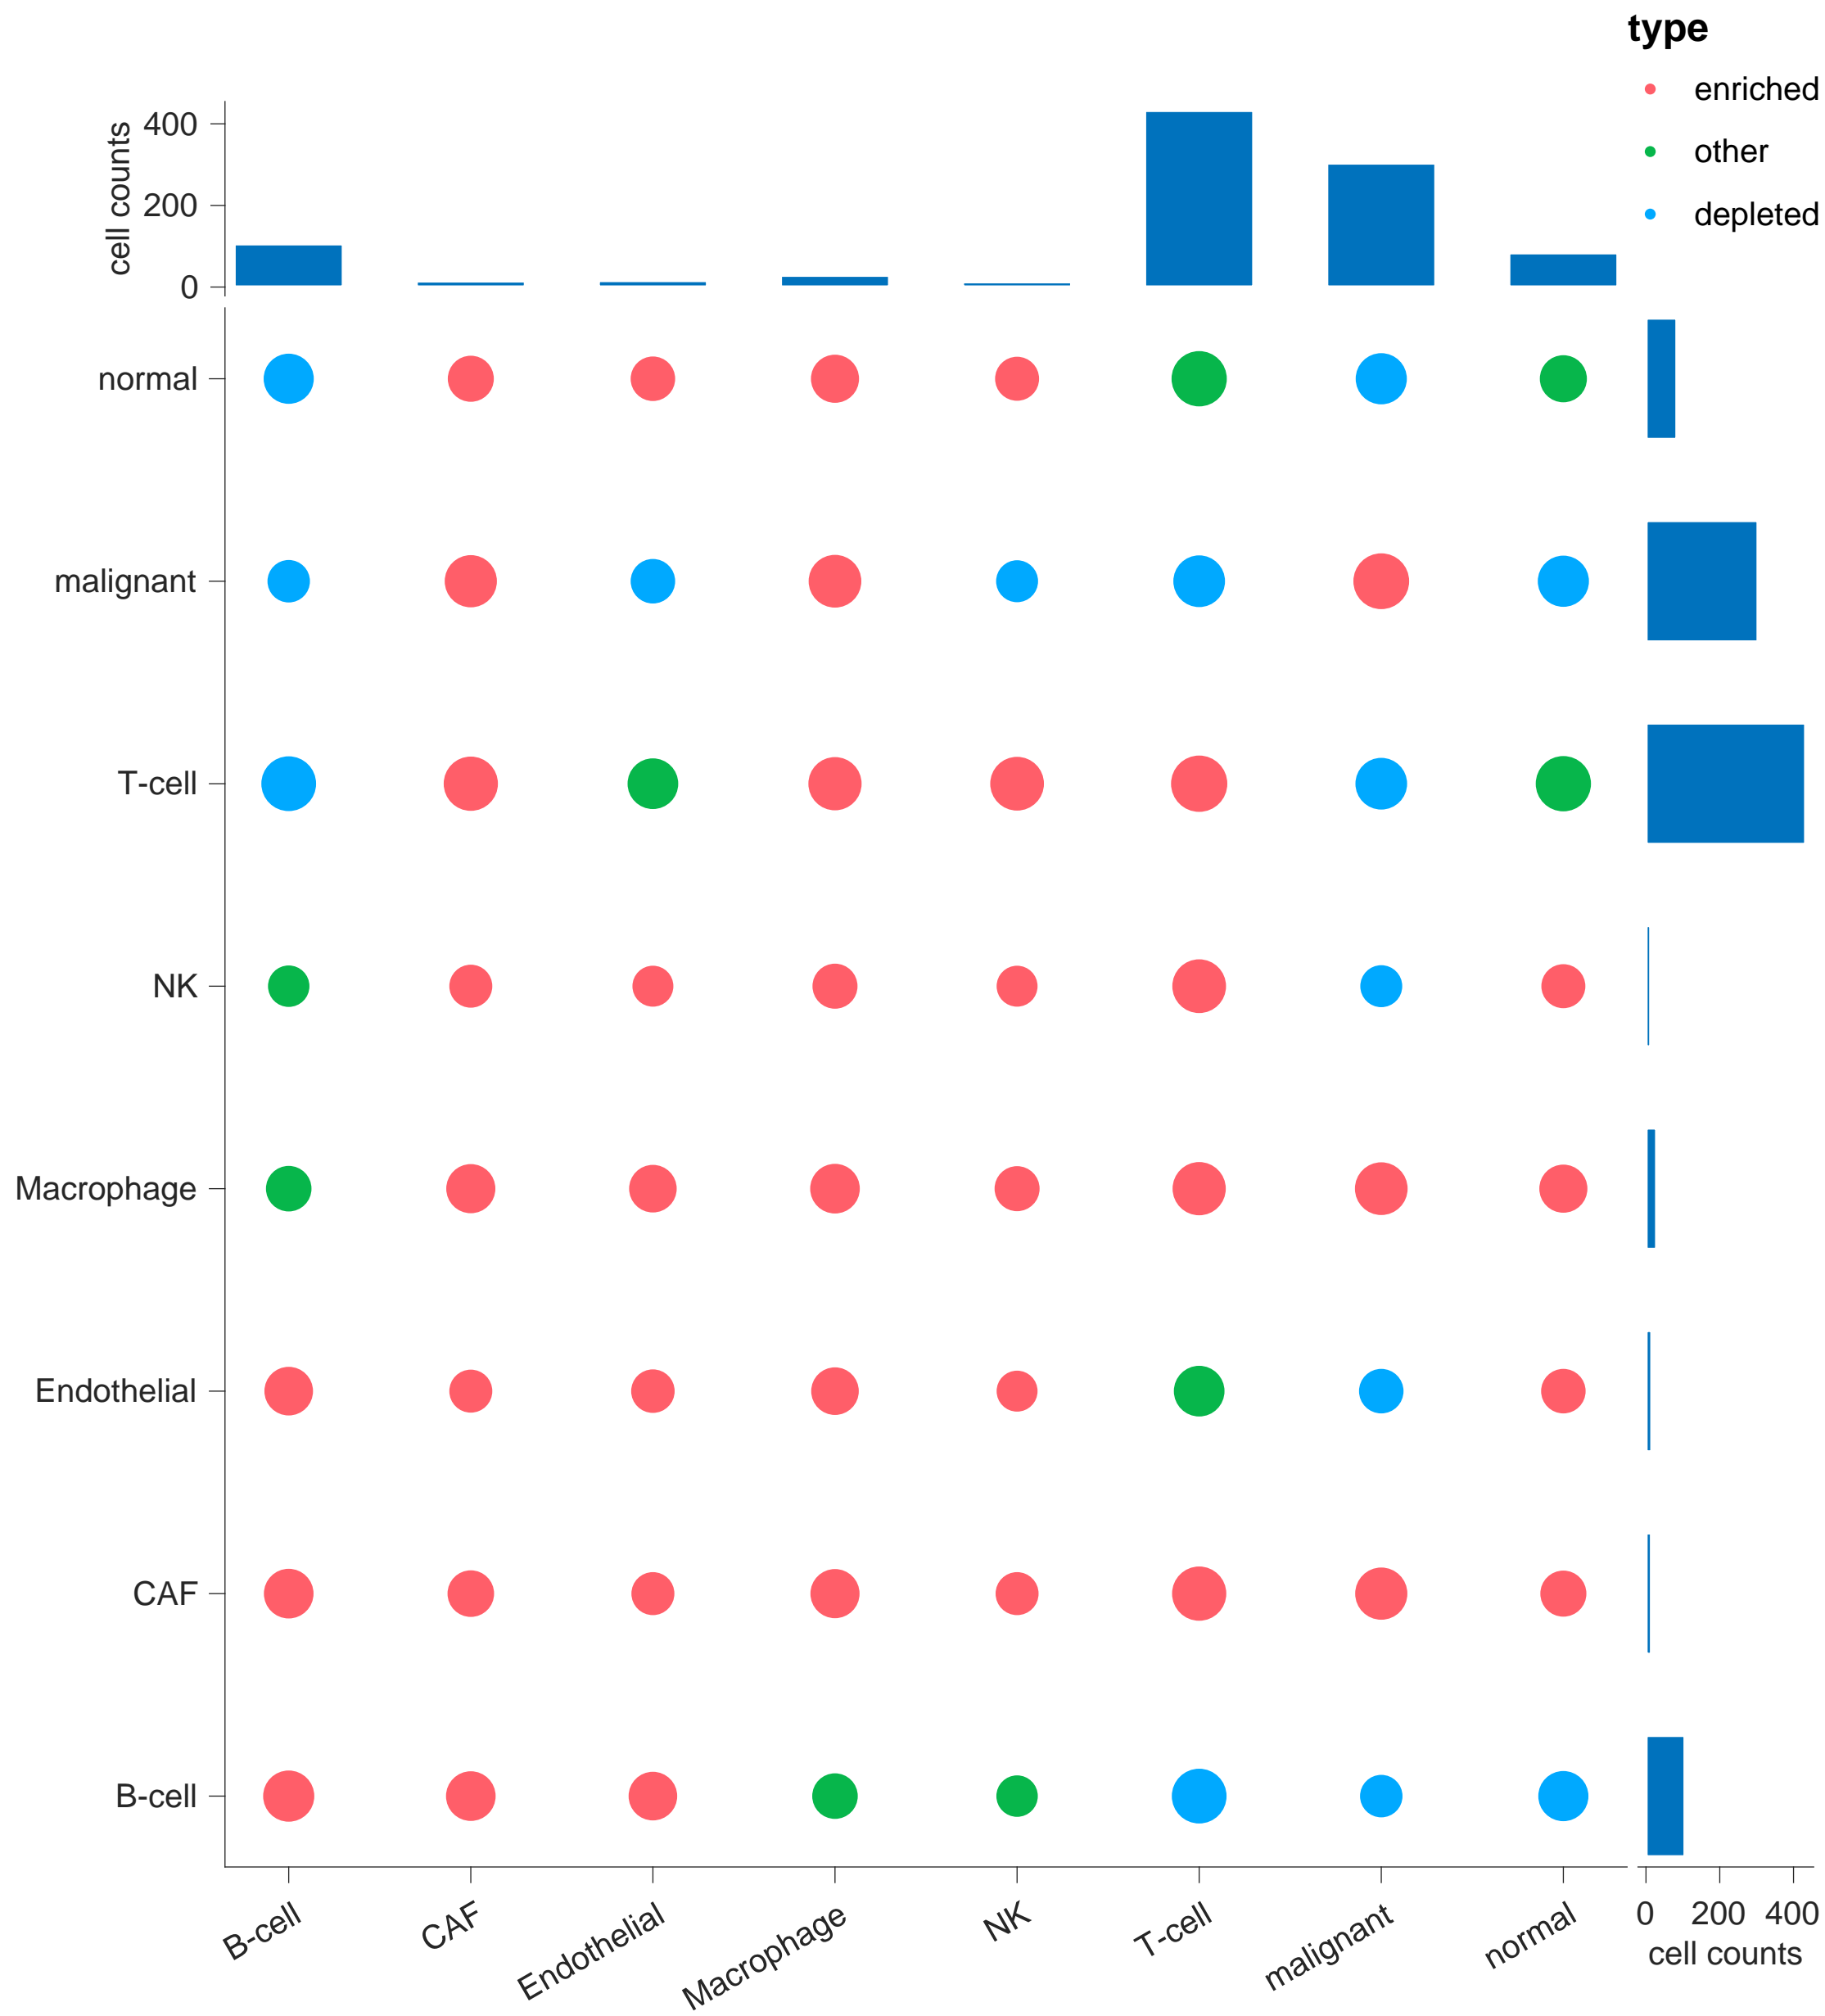 type
enriched
other
depleted
cell counts
400
200
0
normal
malignant
T-cell
NK
Macrophage
Endothelial
CAF
B-cell
B-cell CAF Endothelial Macrophage NK T-cell malignant normal
0 200 400
cell counts